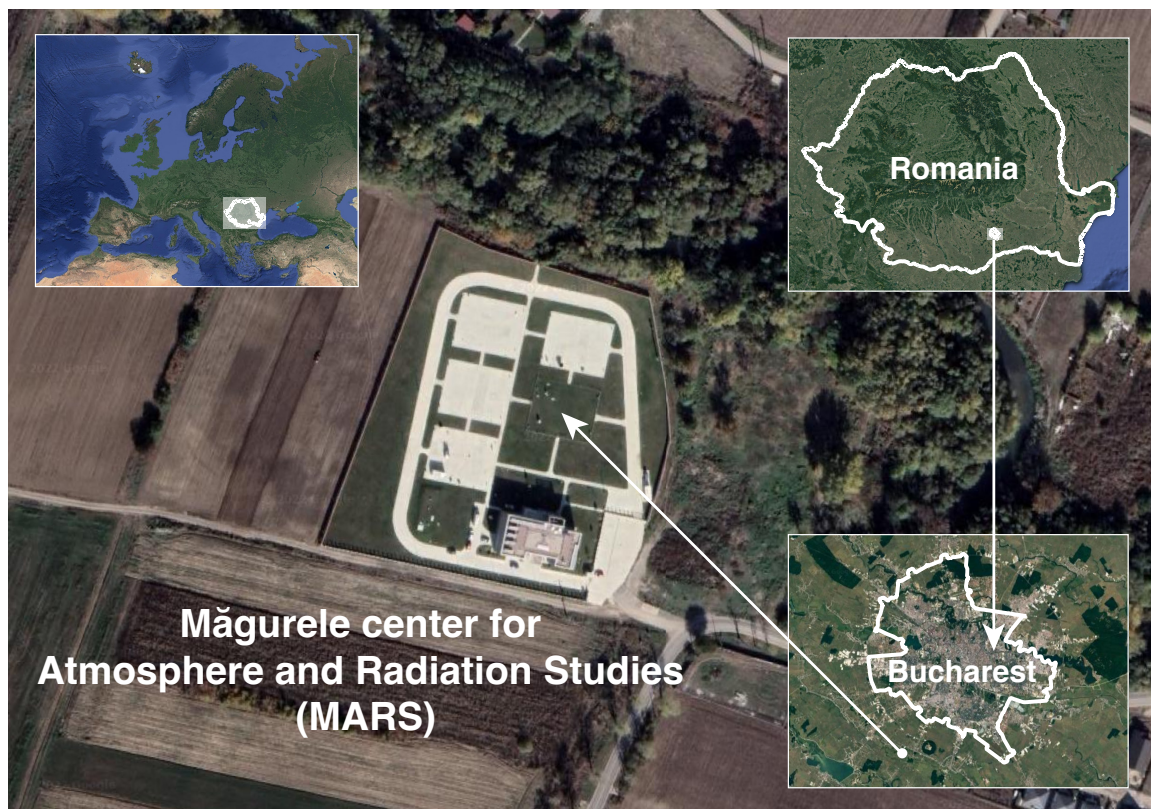 Romania
Bucharest
Măgurele center for
Atmosphere and Radiation Studies
(MARS)